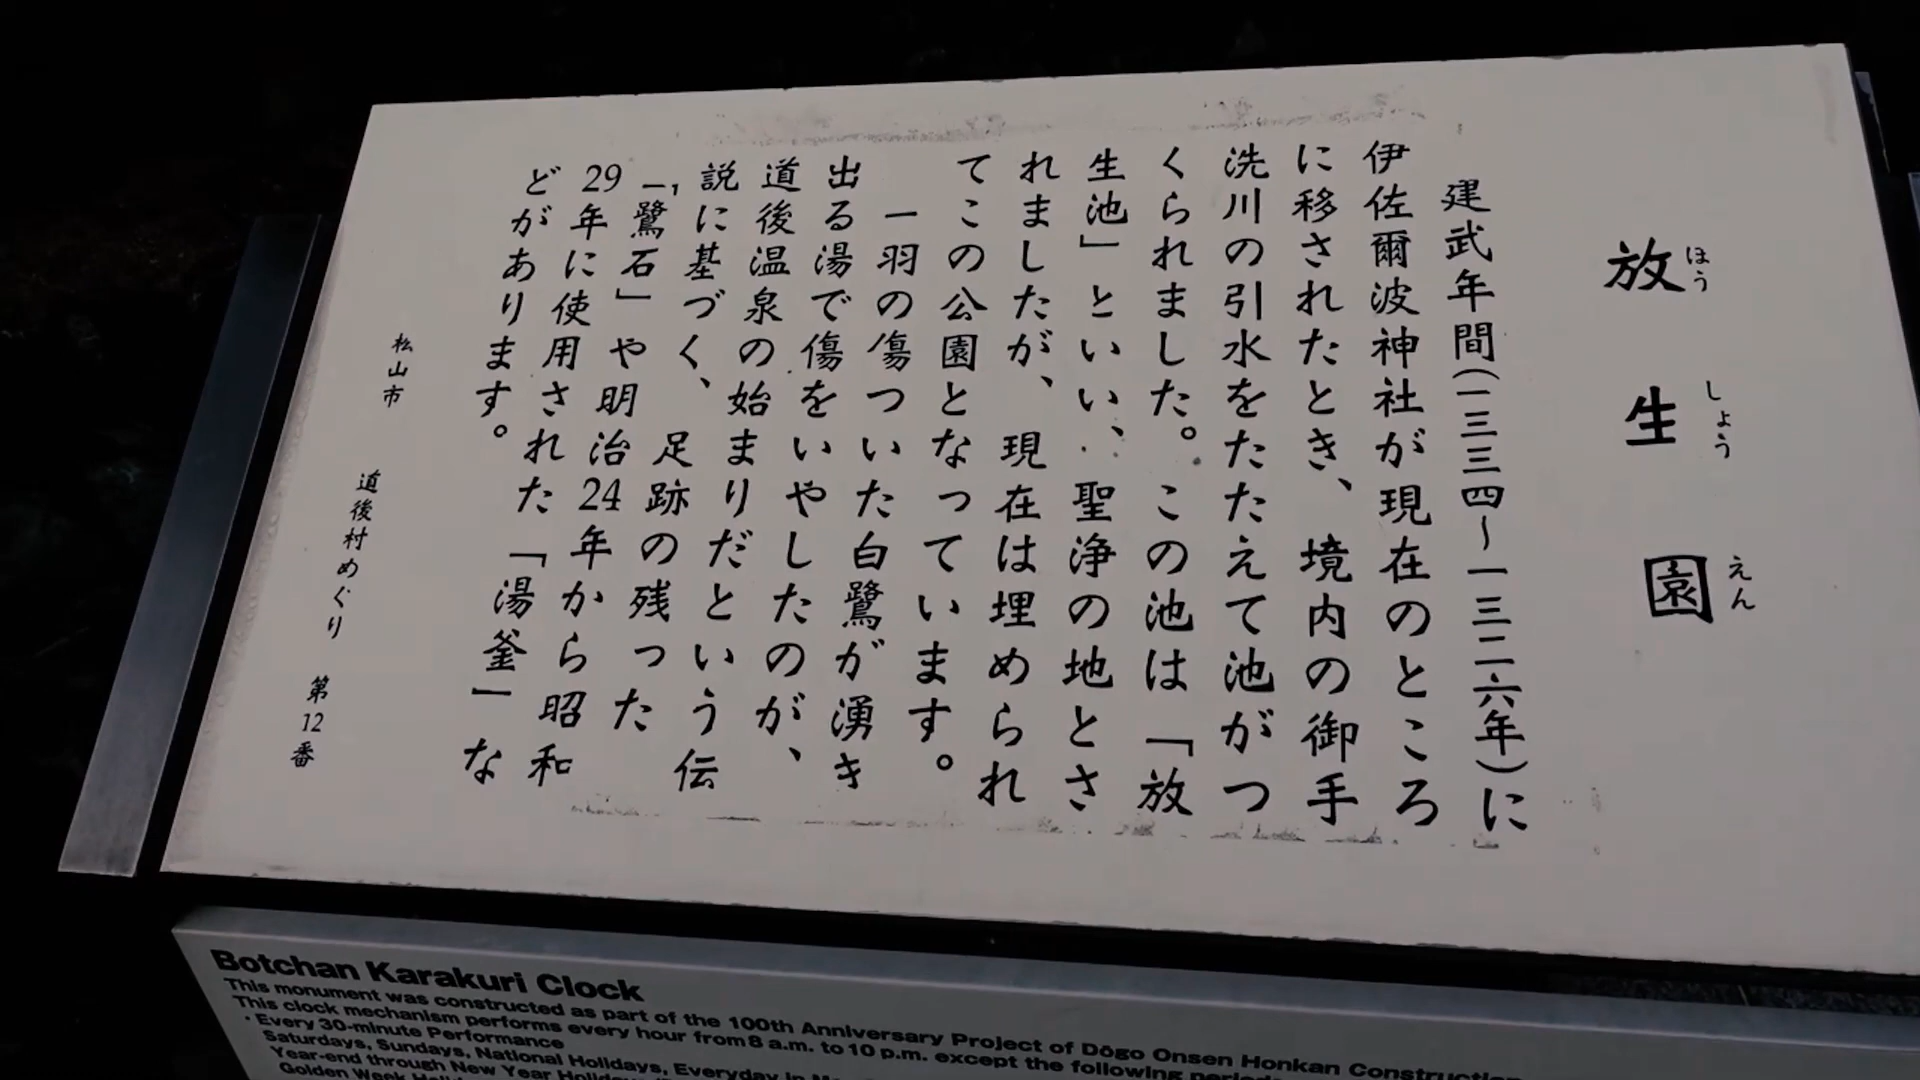 放生園
ほう しょう えん
建武年間(一三三四~一三二六年)に
伊佐爾波神社が現在のところ
に移されたとき、境内の御手
洗川の引水をたたえて池がつ
くられました。この池は「放
生池」といい、聖浄の地とさ
れましたが、現在は埋められ
てこの公園となっています。
一羽の傷ついた白鷺が湧き
出る湯で傷をいやしたのが、
道後温泉の始まりだという伝
説に基づく、足跡の残った
「鷺石」や明治24年から昭和
29年に使用された「湯釜」な
どがあります。
松山市 道後村めぐり 第12番
Botchan Karakuri Clock
This monument was constructed as part of the 100th Anniversary Project of Dōgo Onsen Honkan
This clock mechanism performs every hour from 8 a.m. to 10 p.m. except the following
・Every 30-minute Performance
Saturdays, Sundays, National Holidays, Everyday in
Year-end through New Year
Golden Week